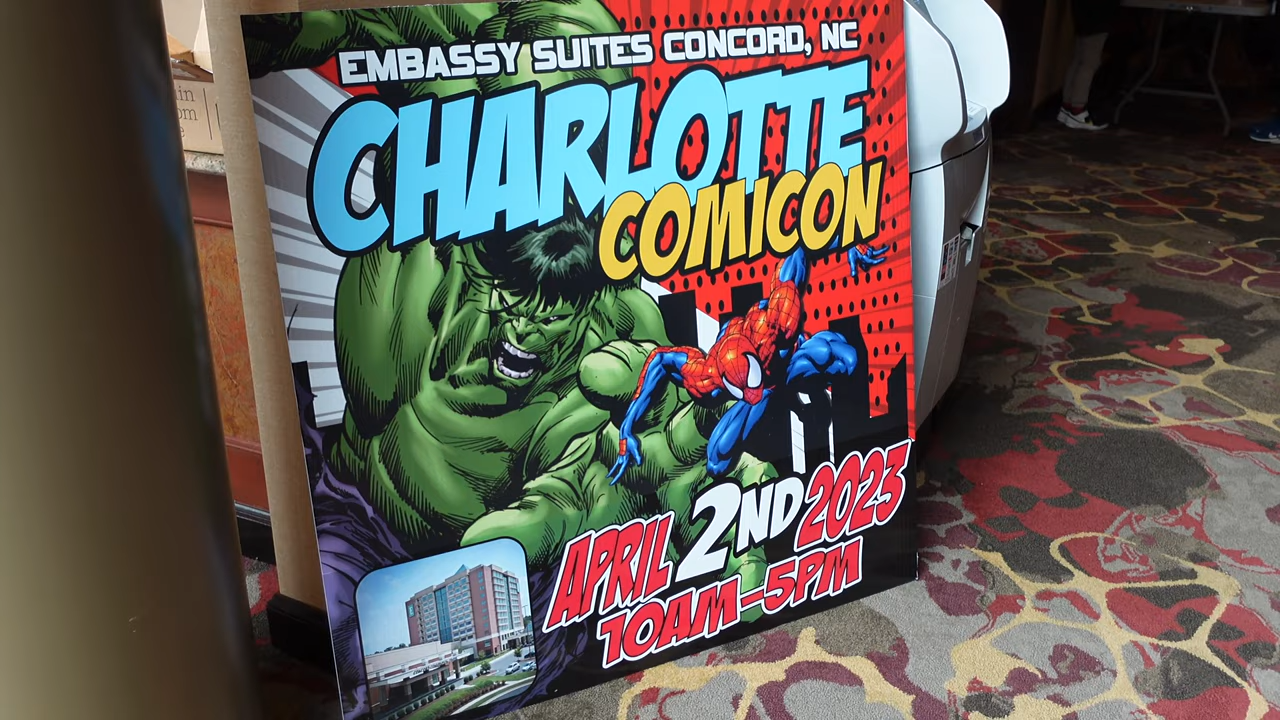 EMBASSY SUITES CONCORD, NC
CHARLOTTE
COMICON
APRIL 2ND 2023
10AM-5PM